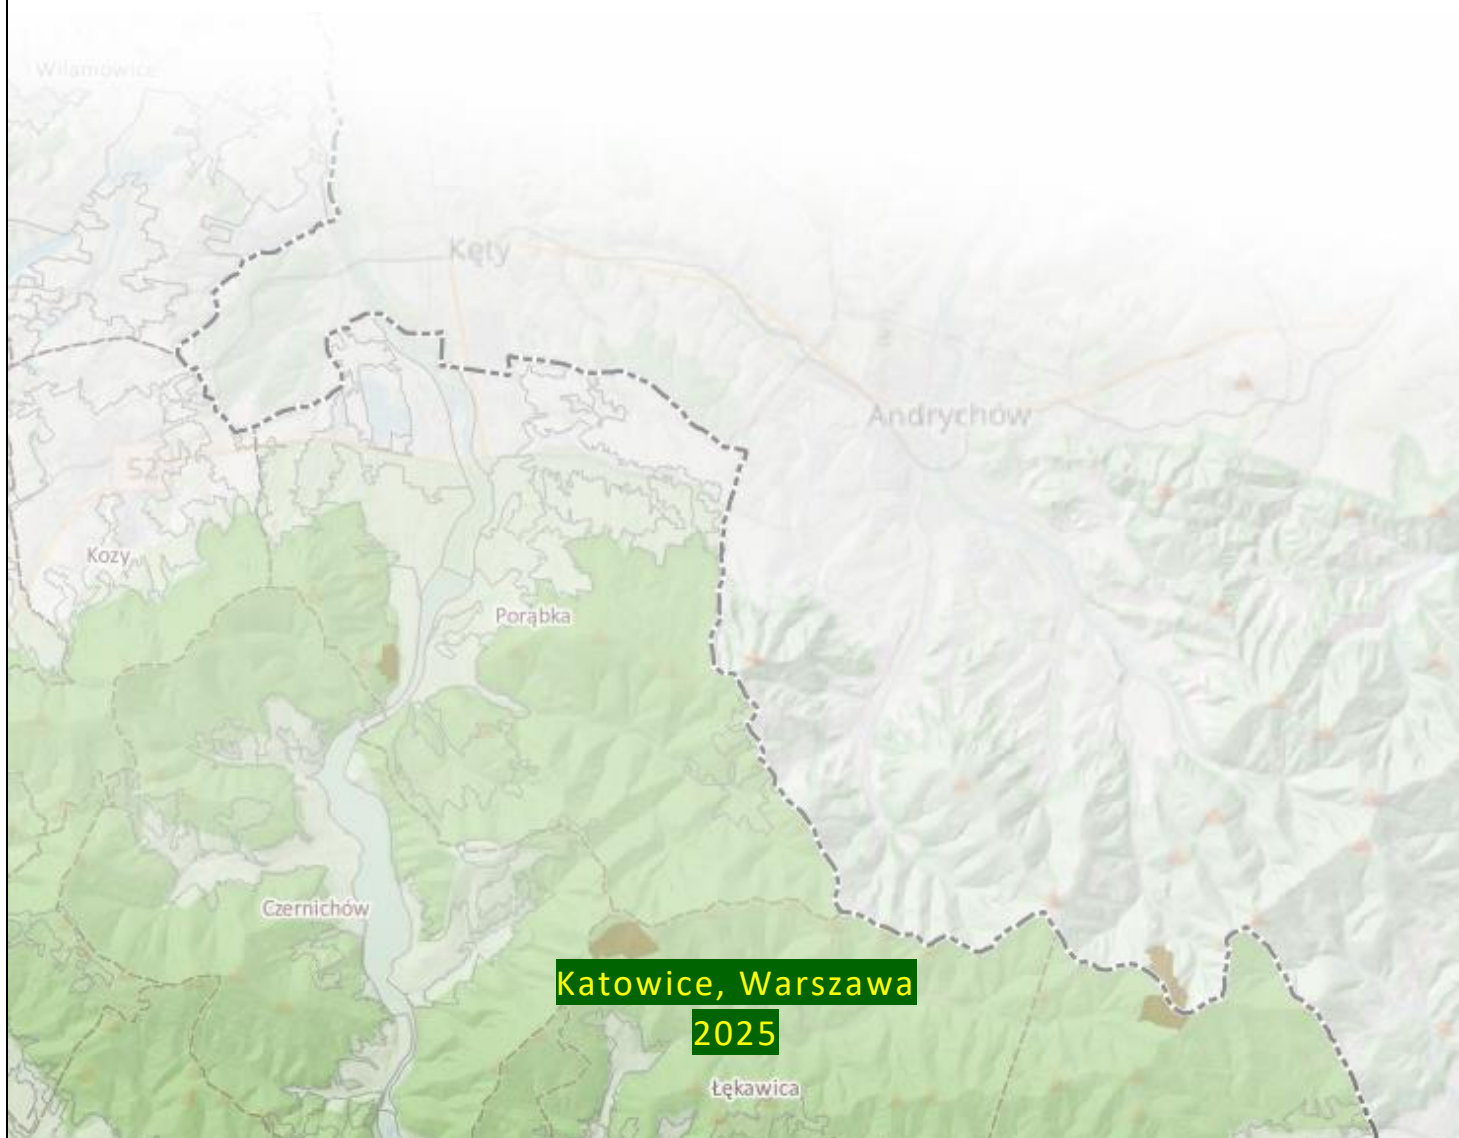 Wilamowice
Kęty
Andrychów
52
Kozy
Porąbka
Czernichów
Katowice, Warszawa
2025
Łękawica